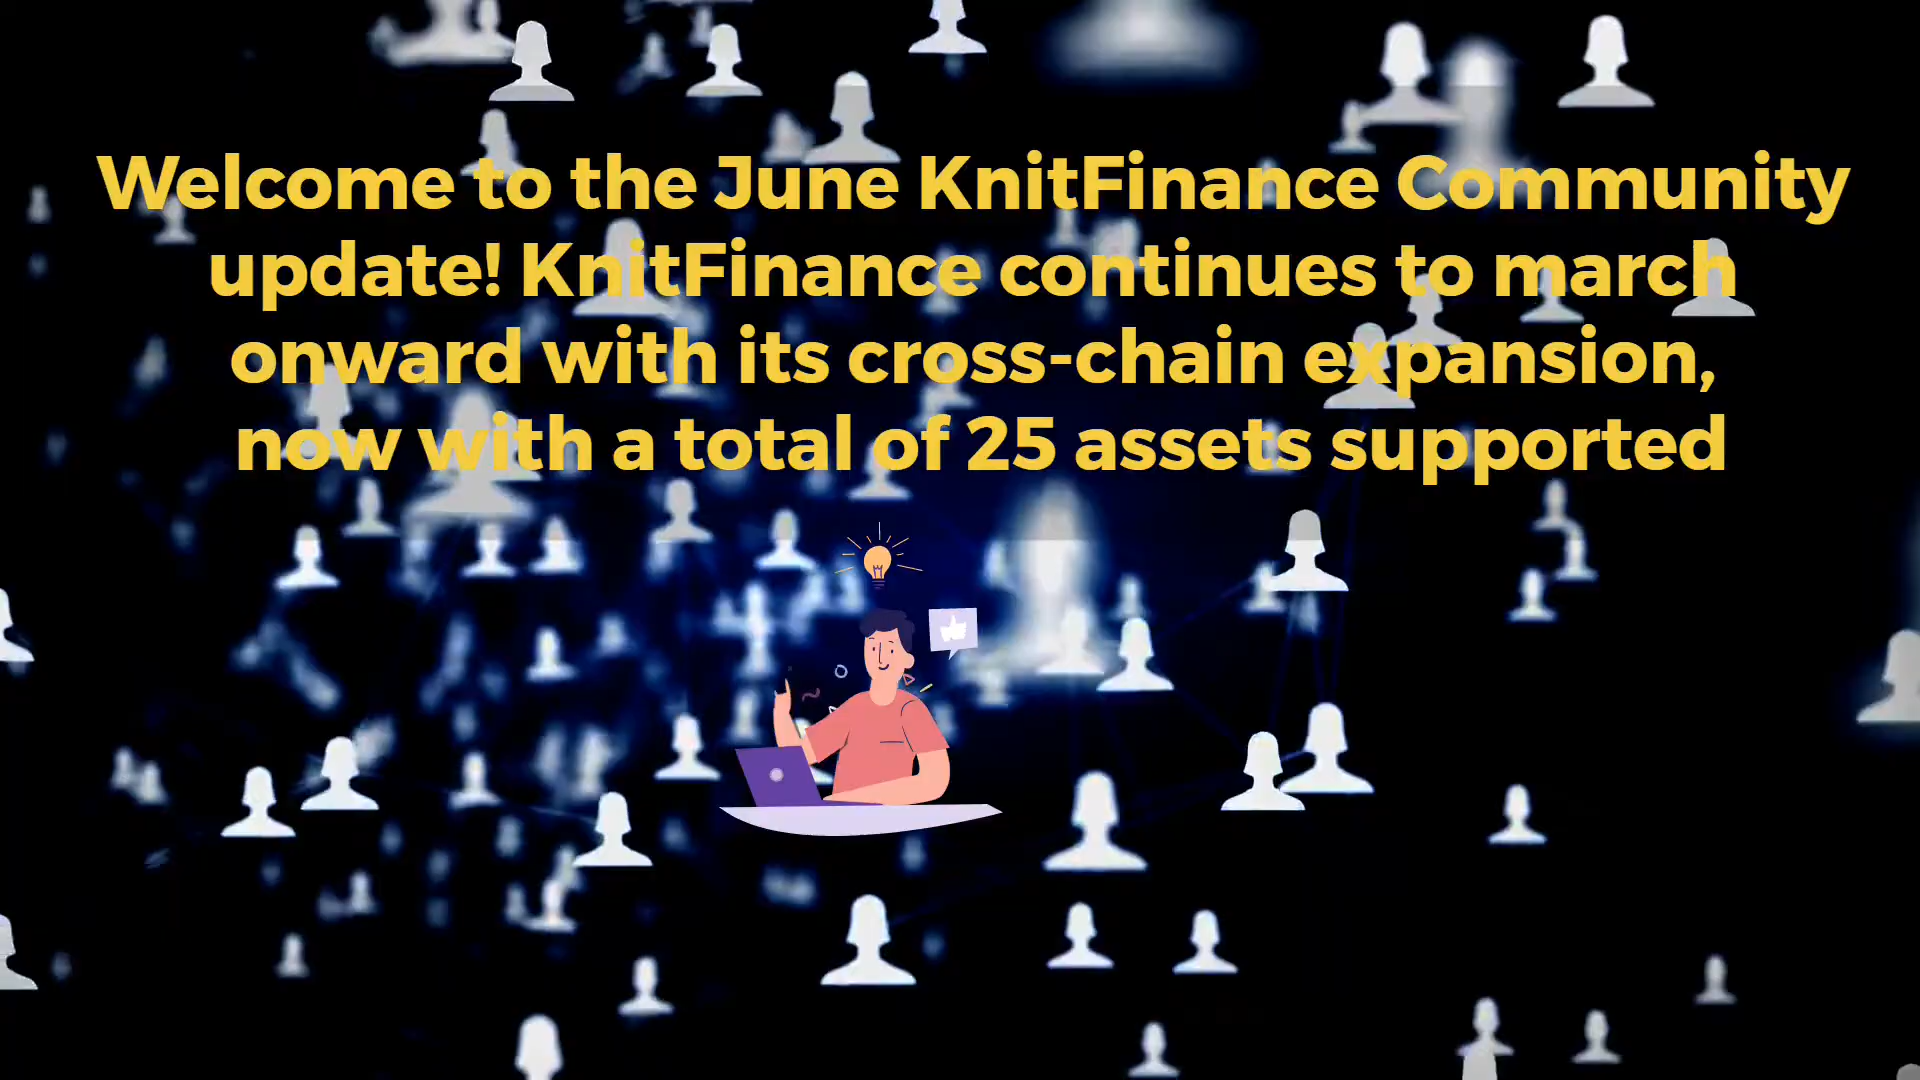 Welcome to the June KnitFinance Community
update! KnitFinance continues to march
onward with its cross-chain expansion,
now with a total of 25 assets supported